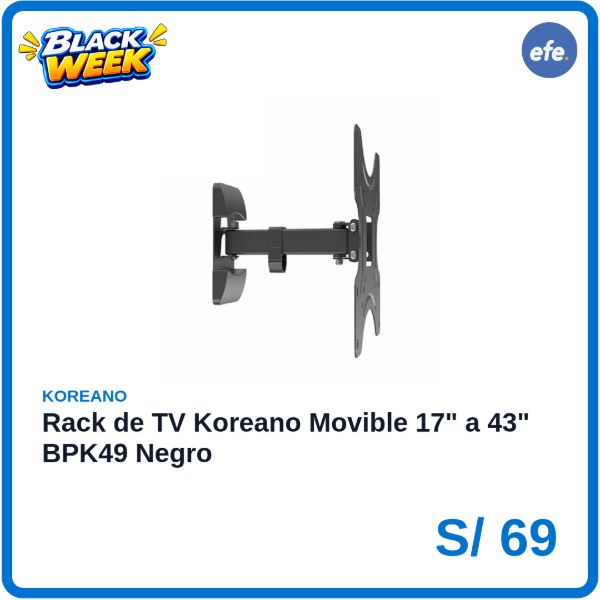 BLACK
WEEK
efe.
KOREANO
Rack de TV Koreano Movible 17" a 43"
BPK49 Negro
S/ 69